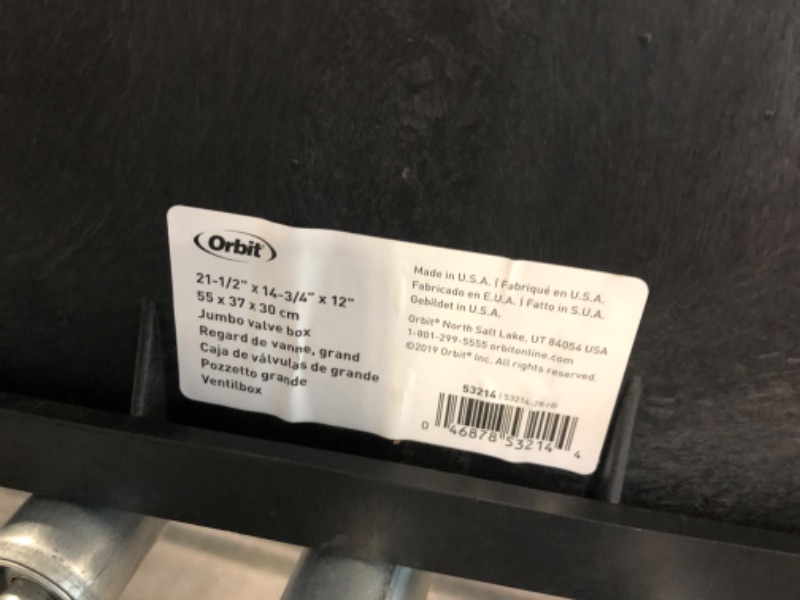 Orbit®
21-1/2" x 14-3/4" x 12"
55 x 37 x 30 cm
Jumbo valve box
Regard de vanne, grand
Caja de válvulas de grande
Pozzetto grande
Ventilbox
Made in U.S.A. | Fabriqué en U.S.A.
Fabricado en E.U.A. | Fatto in S.U.A.
Gebildet in U.S.A.
Orbit® North Salt Lake, UT 84054 USA
1-801-299-5555 orbitonline.com
©2019 Orbit® Inc. All rights reserved.
53214 |
0 46878 53214 4